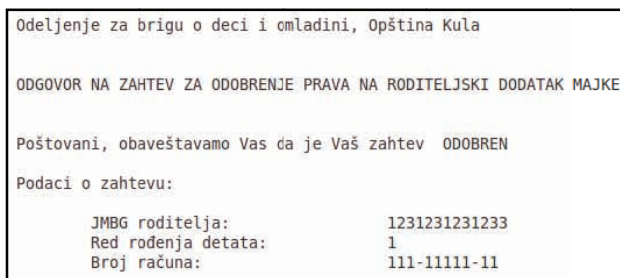 Odeljenje za brigu o deci i omladini, Opština Kula
ODGOVOR NA ZAHTEV ZA ODOBRENJE PRAVA NA RODITELJSKI DODATAK MAJKE
Poštovani, obaveštavamo Vas da je Vaš zahtev ODOBREN
Podaci o zahtevu:
JMBG roditelja: 1231231231233
Red rođenja detata: 1
Broj računa: 111-11111-11